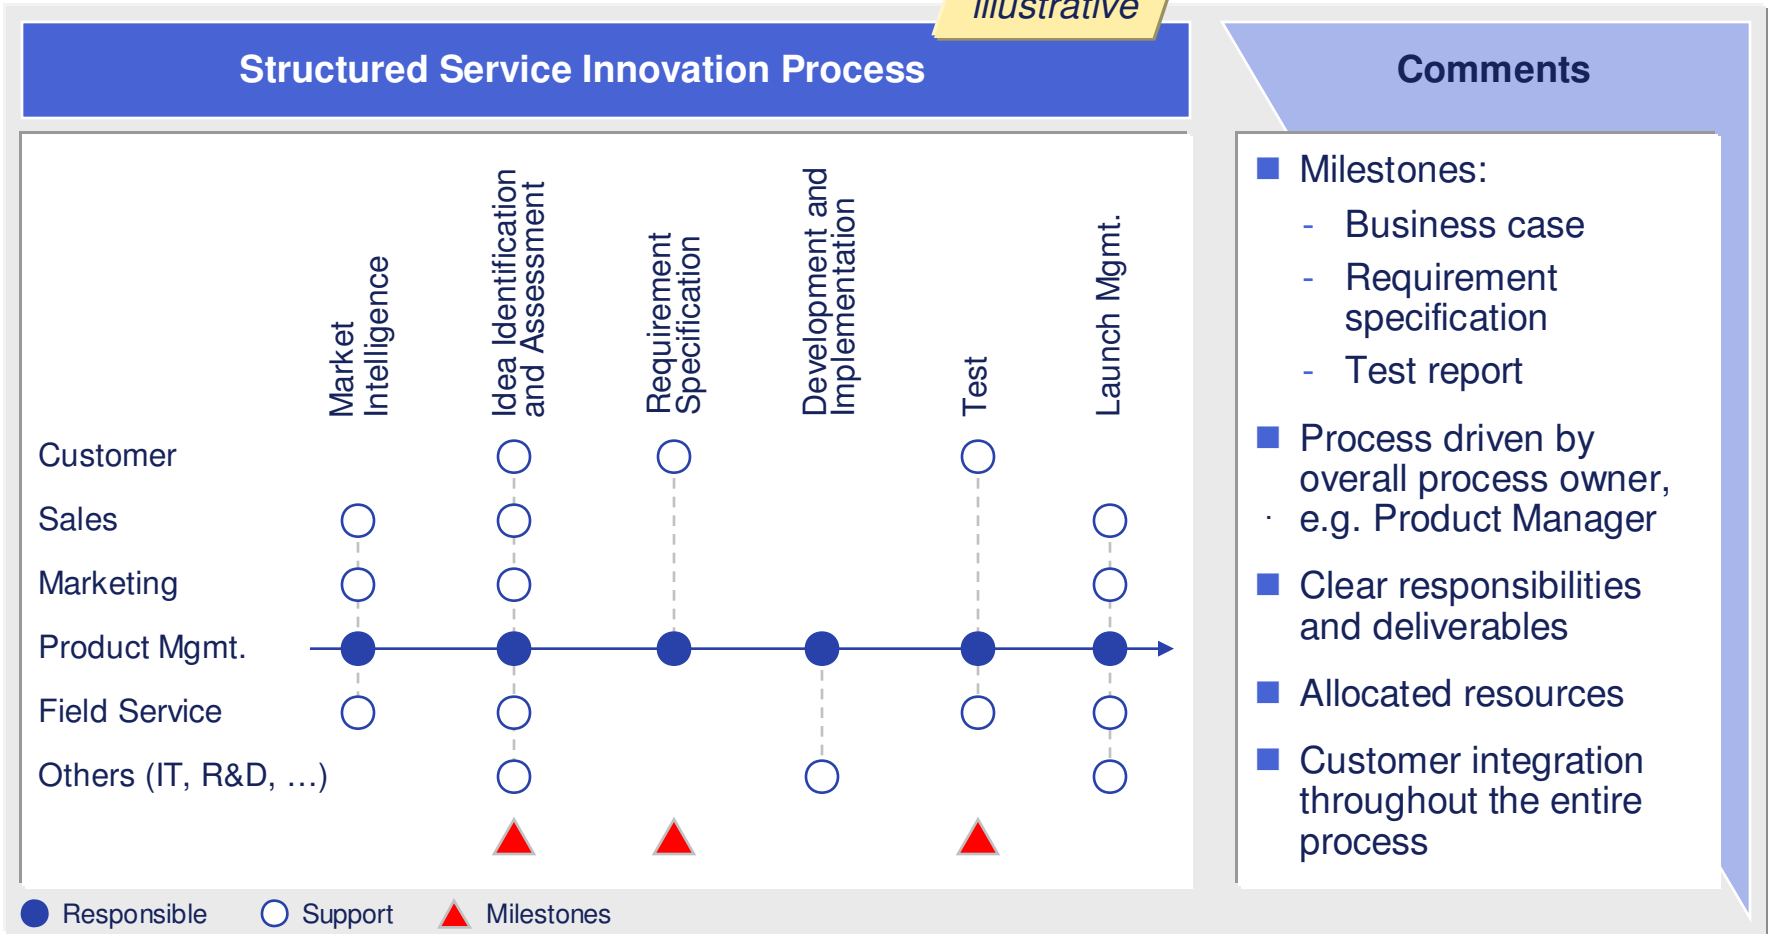 illustrative
Structured Service Innovation Process
Comments
Market
Intelligence
Idea Identification
and Assessment
Requirement
Specification
Development and
Implementation
Test
Launch Mgmt.
Customer
Sales
Marketing
Product Mgmt.
Field Service
Others (IT, R&D, …)
Responsible
Support
Milestones
Milestones:
- Business case
- Requirement
specification
- Test report
Process driven by
overall process owner,
e.g. Product Manager
Clear responsibilities
and deliverables
Allocated resources
Customer integration
throughout the entire
process